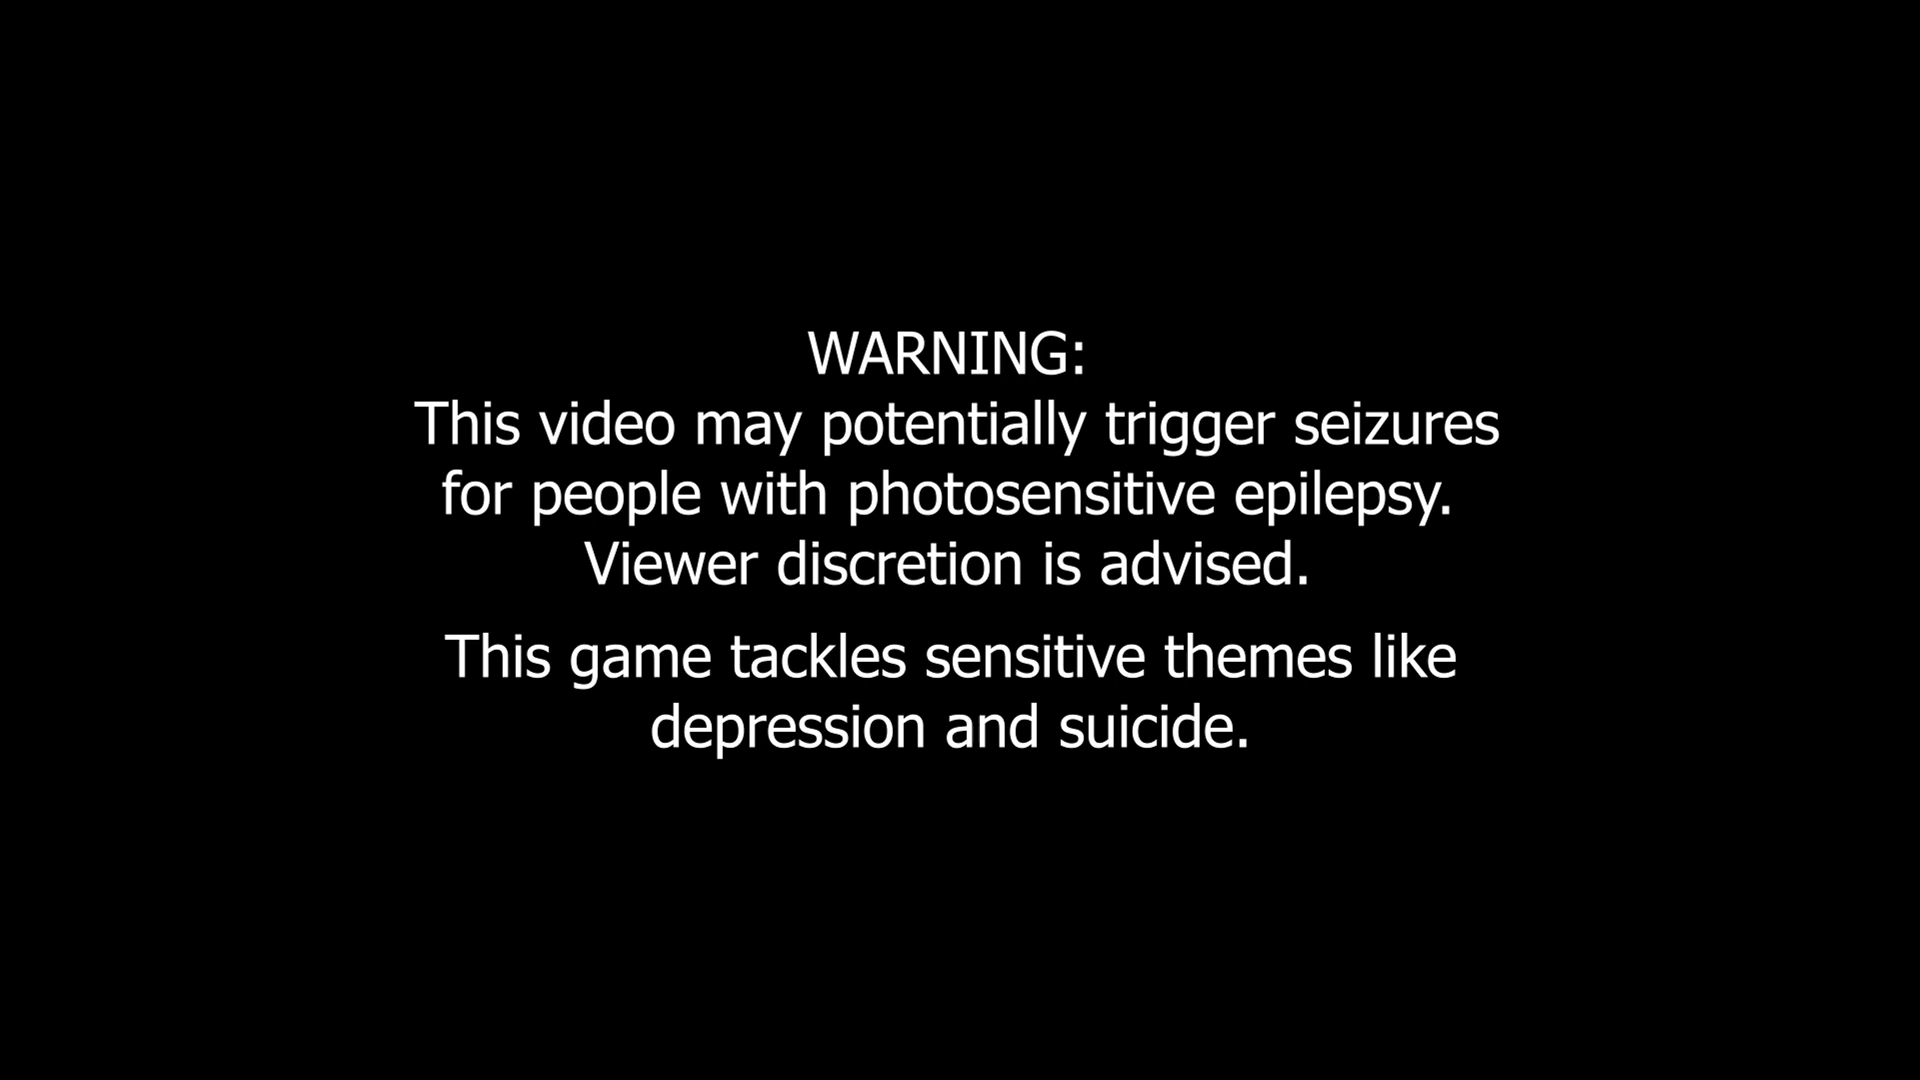 WARNING:
This video may potentially trigger seizures
for people with photosensitive epilepsy.
Viewer discretion is advised.
This game tackles sensitive themes like
depression and suicide.